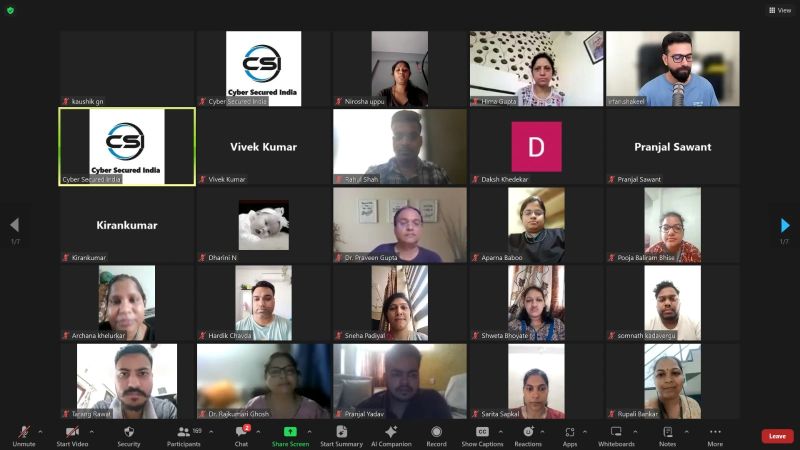 View
CSI
Cyber Secured India
kaushik gn
Cyber Secured India
Nirosha uppu
Hima Gupta
irfan.shakeel
CSI
Cyber Secured India
Vivek Kumar
D
Pranjal Sawant
Cyber Secured India
Vivek Kumar
Rahul Shah
Daksh Khedekar
Pranjal Sawant
Kirankumar
1/7
1/7
Kirankumar
Dharini N
Dr. Praveen Gupta
Aparna Baboo
Pooja Baliram Bhise
Archana khelurkar
Hardik Chavda
Sneha Padiyal
Shweta Bhoyate
somnath kadavergu
Tarang Rawat
Dr. Rajkumari Ghosh
Pranjal Yadav
Sarita Sapkal
Rupali Bankar
169
2
CC
Unmute
Start Video
Security
Participants
Chat
Share Screen
Start Summary
AI Companion
Record
Show Captions
Reactions
Apps
Whiteboards
Notes
More
Leave